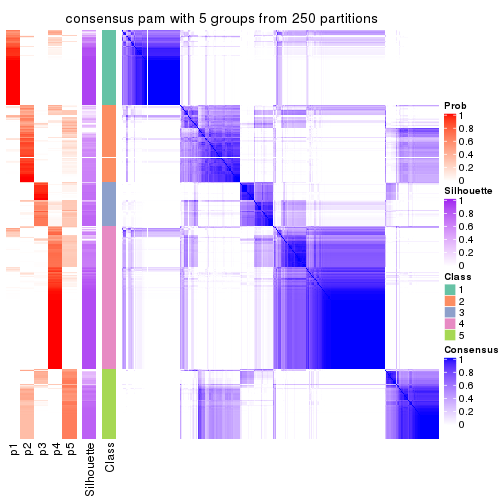 consensus pam with 5 groups from 250 partitions
Prob
1
0.8
0.6
0.4
0.2
0
Silhouette
1
0.8
0.6
0.4
0.2
0
Class
1
2
3
4
5
Consensus
1
0.8
0.6
0.4
0.2
0
p1
p2
p3
p4
p5
Silhouette
Class